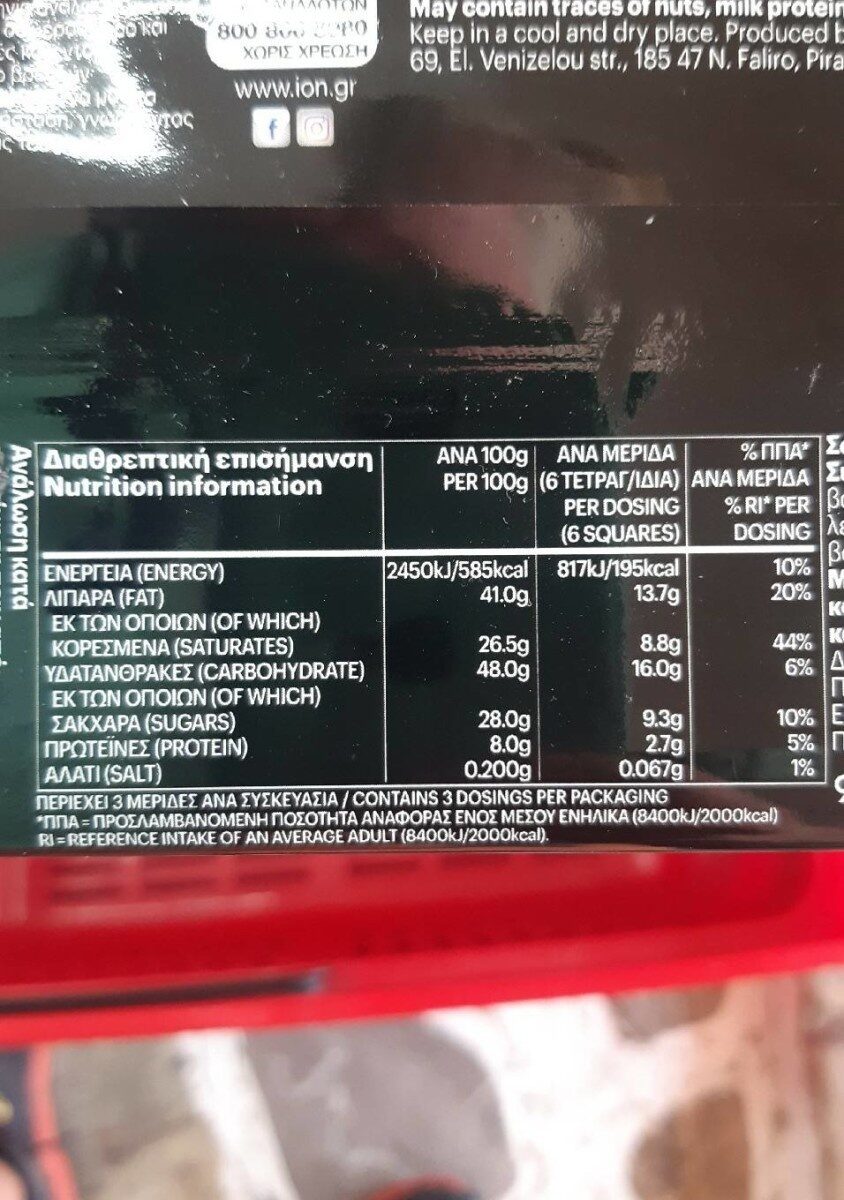 800 800
ΧΩΡΙΣ ΧΡΕΩΣΗ
www.ion.gr
May contain traces of nuts, milk protein
Keep in a cool and dry place. Produced b
69, El. Venizelou str., 185 47 N. Faliro, Pira
Ανάλωση κατά
Διαθρεπτική επισήμανση ΑΝΑ 100g ΑΝΑ ΜΕΡΙΔΑ % ΠΠΑ*
Nutrition information PER 100g (6 ΤΕΤΡΑΓ/ΙΔΙΑ) ΑΝΑ ΜΕΡΙΔΑ
PER DOSING % RI* PER
(6 SQUARES) DOSING
ΕΝΕΡΓΕΙΑ (ENERGY) 2450kJ/585kcal 817kJ/195kcal 10%
ΛΙΠΑΡΑ (FAT) 41.0g 13.7g 20%
ΕΚ ΤΩΝ ΟΠΟΙΩΝ (OF WHICH)
ΚΟΡΕΣΜΕΝΑ (SATURATES) 26.5g 8.8g 44%
ΥΔΑΤΑΝΘΡΑΚΕΣ (CARBOHYDRATE) 48.0g 16.0g 6%
ΕΚ ΤΩΝ ΟΠΟΙΩΝ (OF WHICH)
ΣΑΚΧΑΡΑ (SUGARS) 28.0g 9.3g 10%
ΠΡΩΤΕΪΝΕΣ (PROTEIN) 8.0g 2.7g 5%
ΑΛΑΤΙ (SALT) 0.200g 0.067g 1%
ΠΕΡΙΕΧΕΙ 3 ΜΕΡΙΔΕΣ ΑΝΑ ΣΥΣΚΕΥΑΣΙΑ / CONTAINS 3 DOSINGS PER PACKAGING
*ΠΠΑ = ΠΡΟΣΛΑΜΒΑΝΟΜΕΝΗ ΠΟΣΟΤΗΤΑ ΑΝΑΦΟΡΑΣ ΕΝΟΣ ΜΕΣΟΥ ΕΝΗΛΙΚΑ (8400kJ/2000kcal)
RI = REFERENCE INTAKE OF AN AVERAGE ADULT (8400kJ/2000kcal).